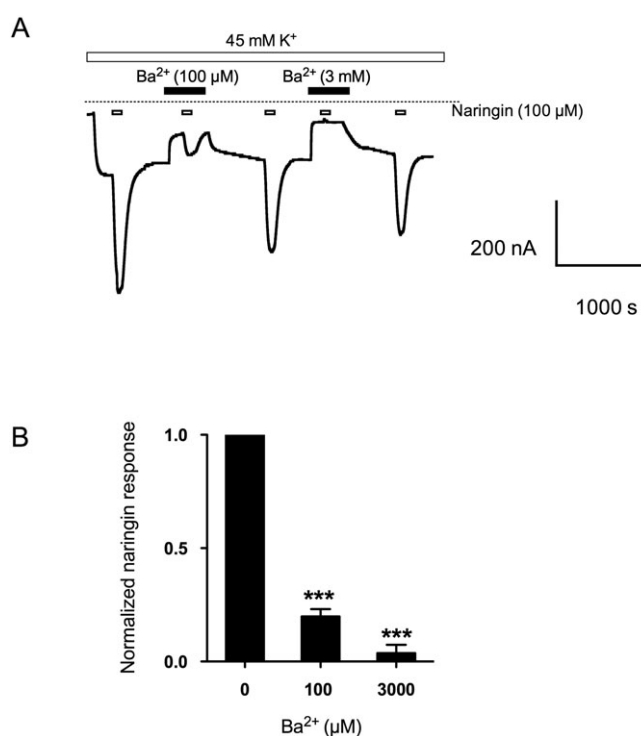 A
45 mM K⁺
Ba²⁺ (100 µM) Ba²⁺ (3 mM)
Naringin (100 µM)
200 nA
1000 s
B
Normalized naringin response
1.0
0.5
0.0
***
***
0 100 3000
Ba²⁺ (µM)